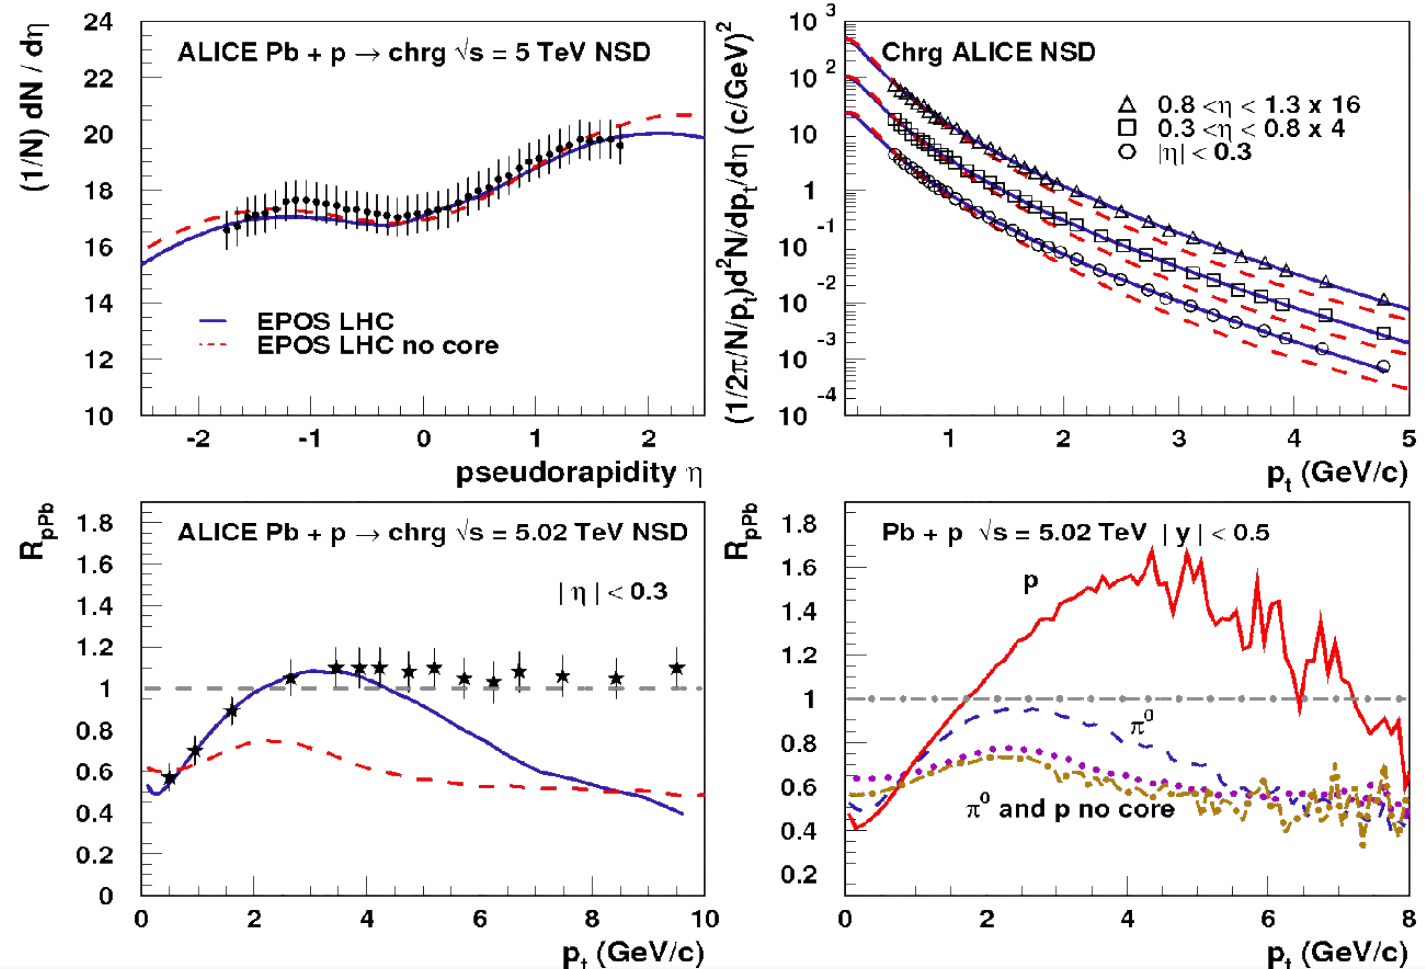 (1/N) dN / dη
24
22
20
18
16
14
12
10
ALICE Pb + p → chrg √s = 5 TeV NSD
EPOS LHC
EPOS LHC no core
-2 -1 0 1 2
pseudorapidity η
(1/2π/N/pt)d²N/dpt/dη (c/GeV)²
10³
10²
10
1
10⁻¹
10⁻²
10⁻³
10⁻⁴
Chrg ALICE NSD
0.8 <η < 1.3 x 16
0.3 <η < 0.8 x 4
|η| < 0.3
1 2 3 4 5
pt (GeV/c)
RpPb
1.8
1.6
1.4
1.2
1
0.8
0.6
0.4
0.2
0
ALICE Pb + p → chrg √s = 5.02 TeV NSD
| η | < 0.3
0 2 4 6 8 10
pt (GeV/c)
RpPb
1.8
1.6
1.4
1.2
1
0.8
0.6
0.4
0.2
Pb + p √s = 5.02 TeV | y | < 0.5
p
π⁰
π⁰ and p no core
0 2 4 6 8
pt (GeV/c)